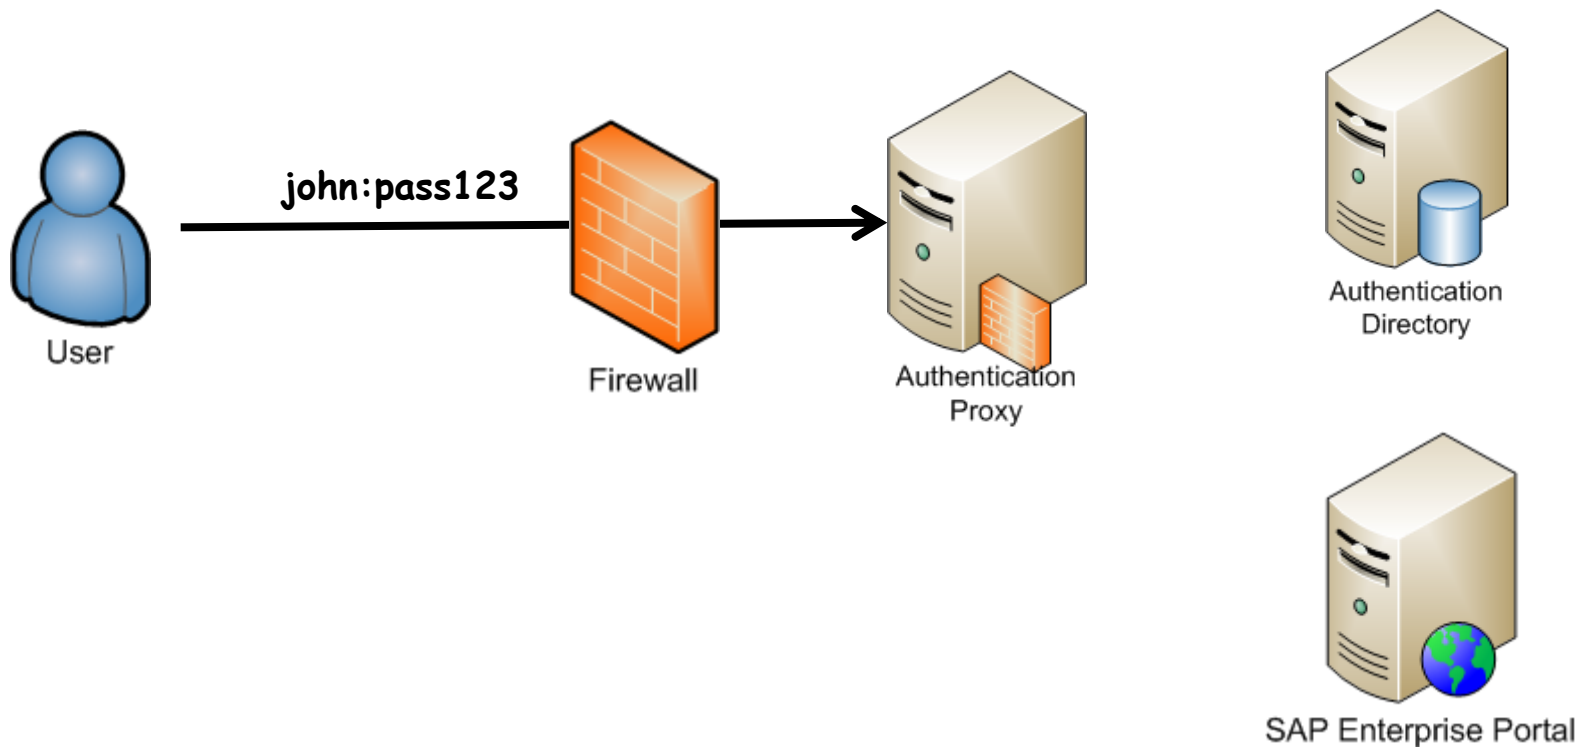 john:pass123
User
Firewall
Authentication
Proxy
Authentication
Directory
SAP Enterprise Portal